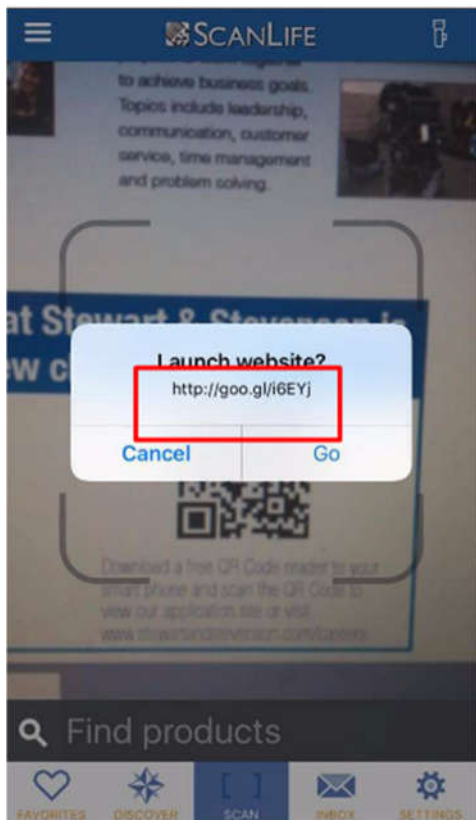 SCANLIFE
to achieve business goals.
Topics include leadership,
communication, customer
service, time management
and problem solving.
at Stewart & Stevenson is
ew c
Launch website?
http://goo.gl/i6EYj
Cancel
Go
Download a free QR Code reader to your
smart phone and scan the QR Code to
view our application site or visit
www.stewartandstevenson.com/careers
Find products
FAVORITES
DISCOVER
SCAN
INBOX
SETTINGS